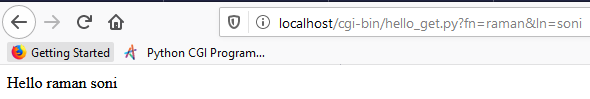 localhost/cgi-bin/hello_get.py?fn=raman&ln=soni
Getting Started Python CGI Program...
Hello raman soni